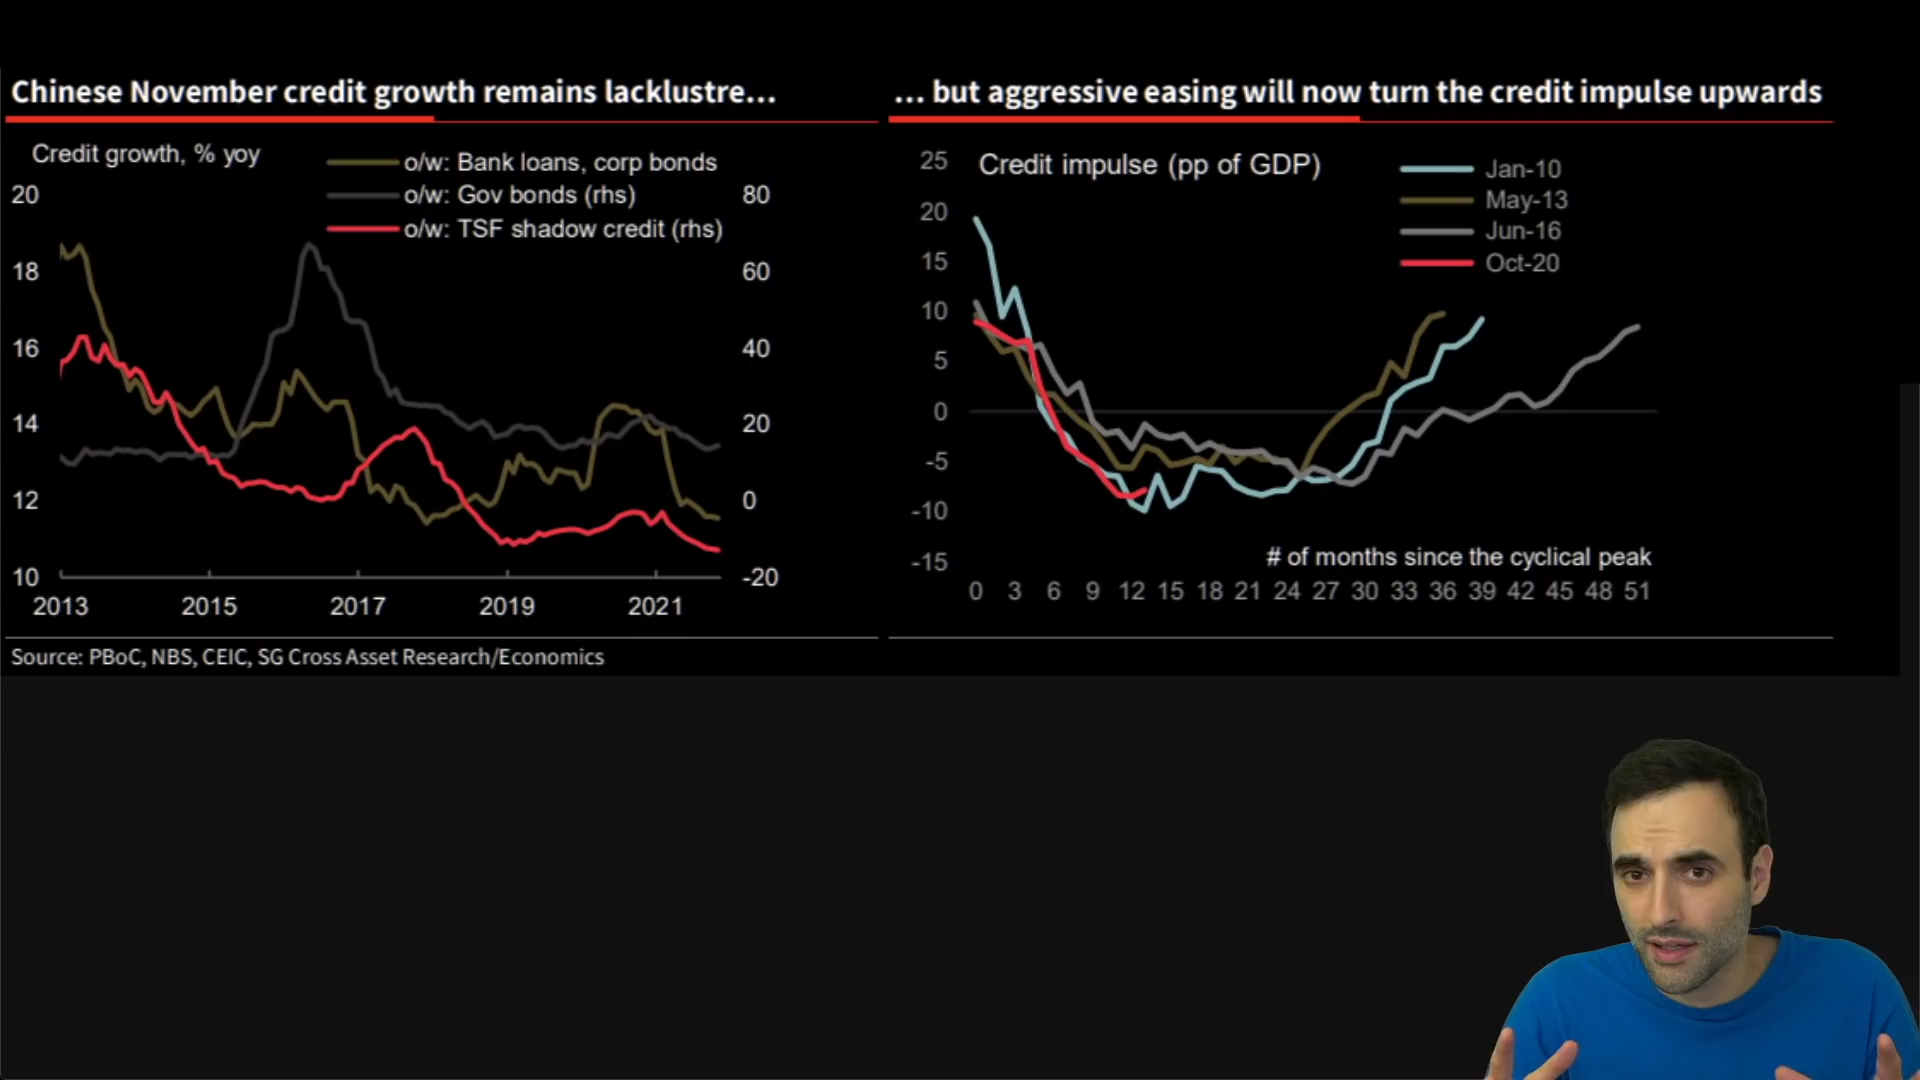 Chinese November credit growth remains lacklustre...
Credit growth, % yoy
o/w: Bank loans, corp bonds
o/w: Gov bonds (rhs)
o/w: TSF shadow credit (rhs)
20
18
16
14
12
10
80
60
40
20
0
-20
2013 2015 2017 2019 2021
Source: PBoC, NBS, CEIC, SG Cross Asset Research/Economics
... but aggressive easing will now turn the credit impulse upwards
Credit impulse (pp of GDP)
Jan-10
May-13
Jun-16
Oct-20
25
20
15
10
5
0
-5
-10
-15
# of months since the cyclical peak
0 3 6 9 12 15 18 21 24 27 30 33 36 39 42 45 48 51